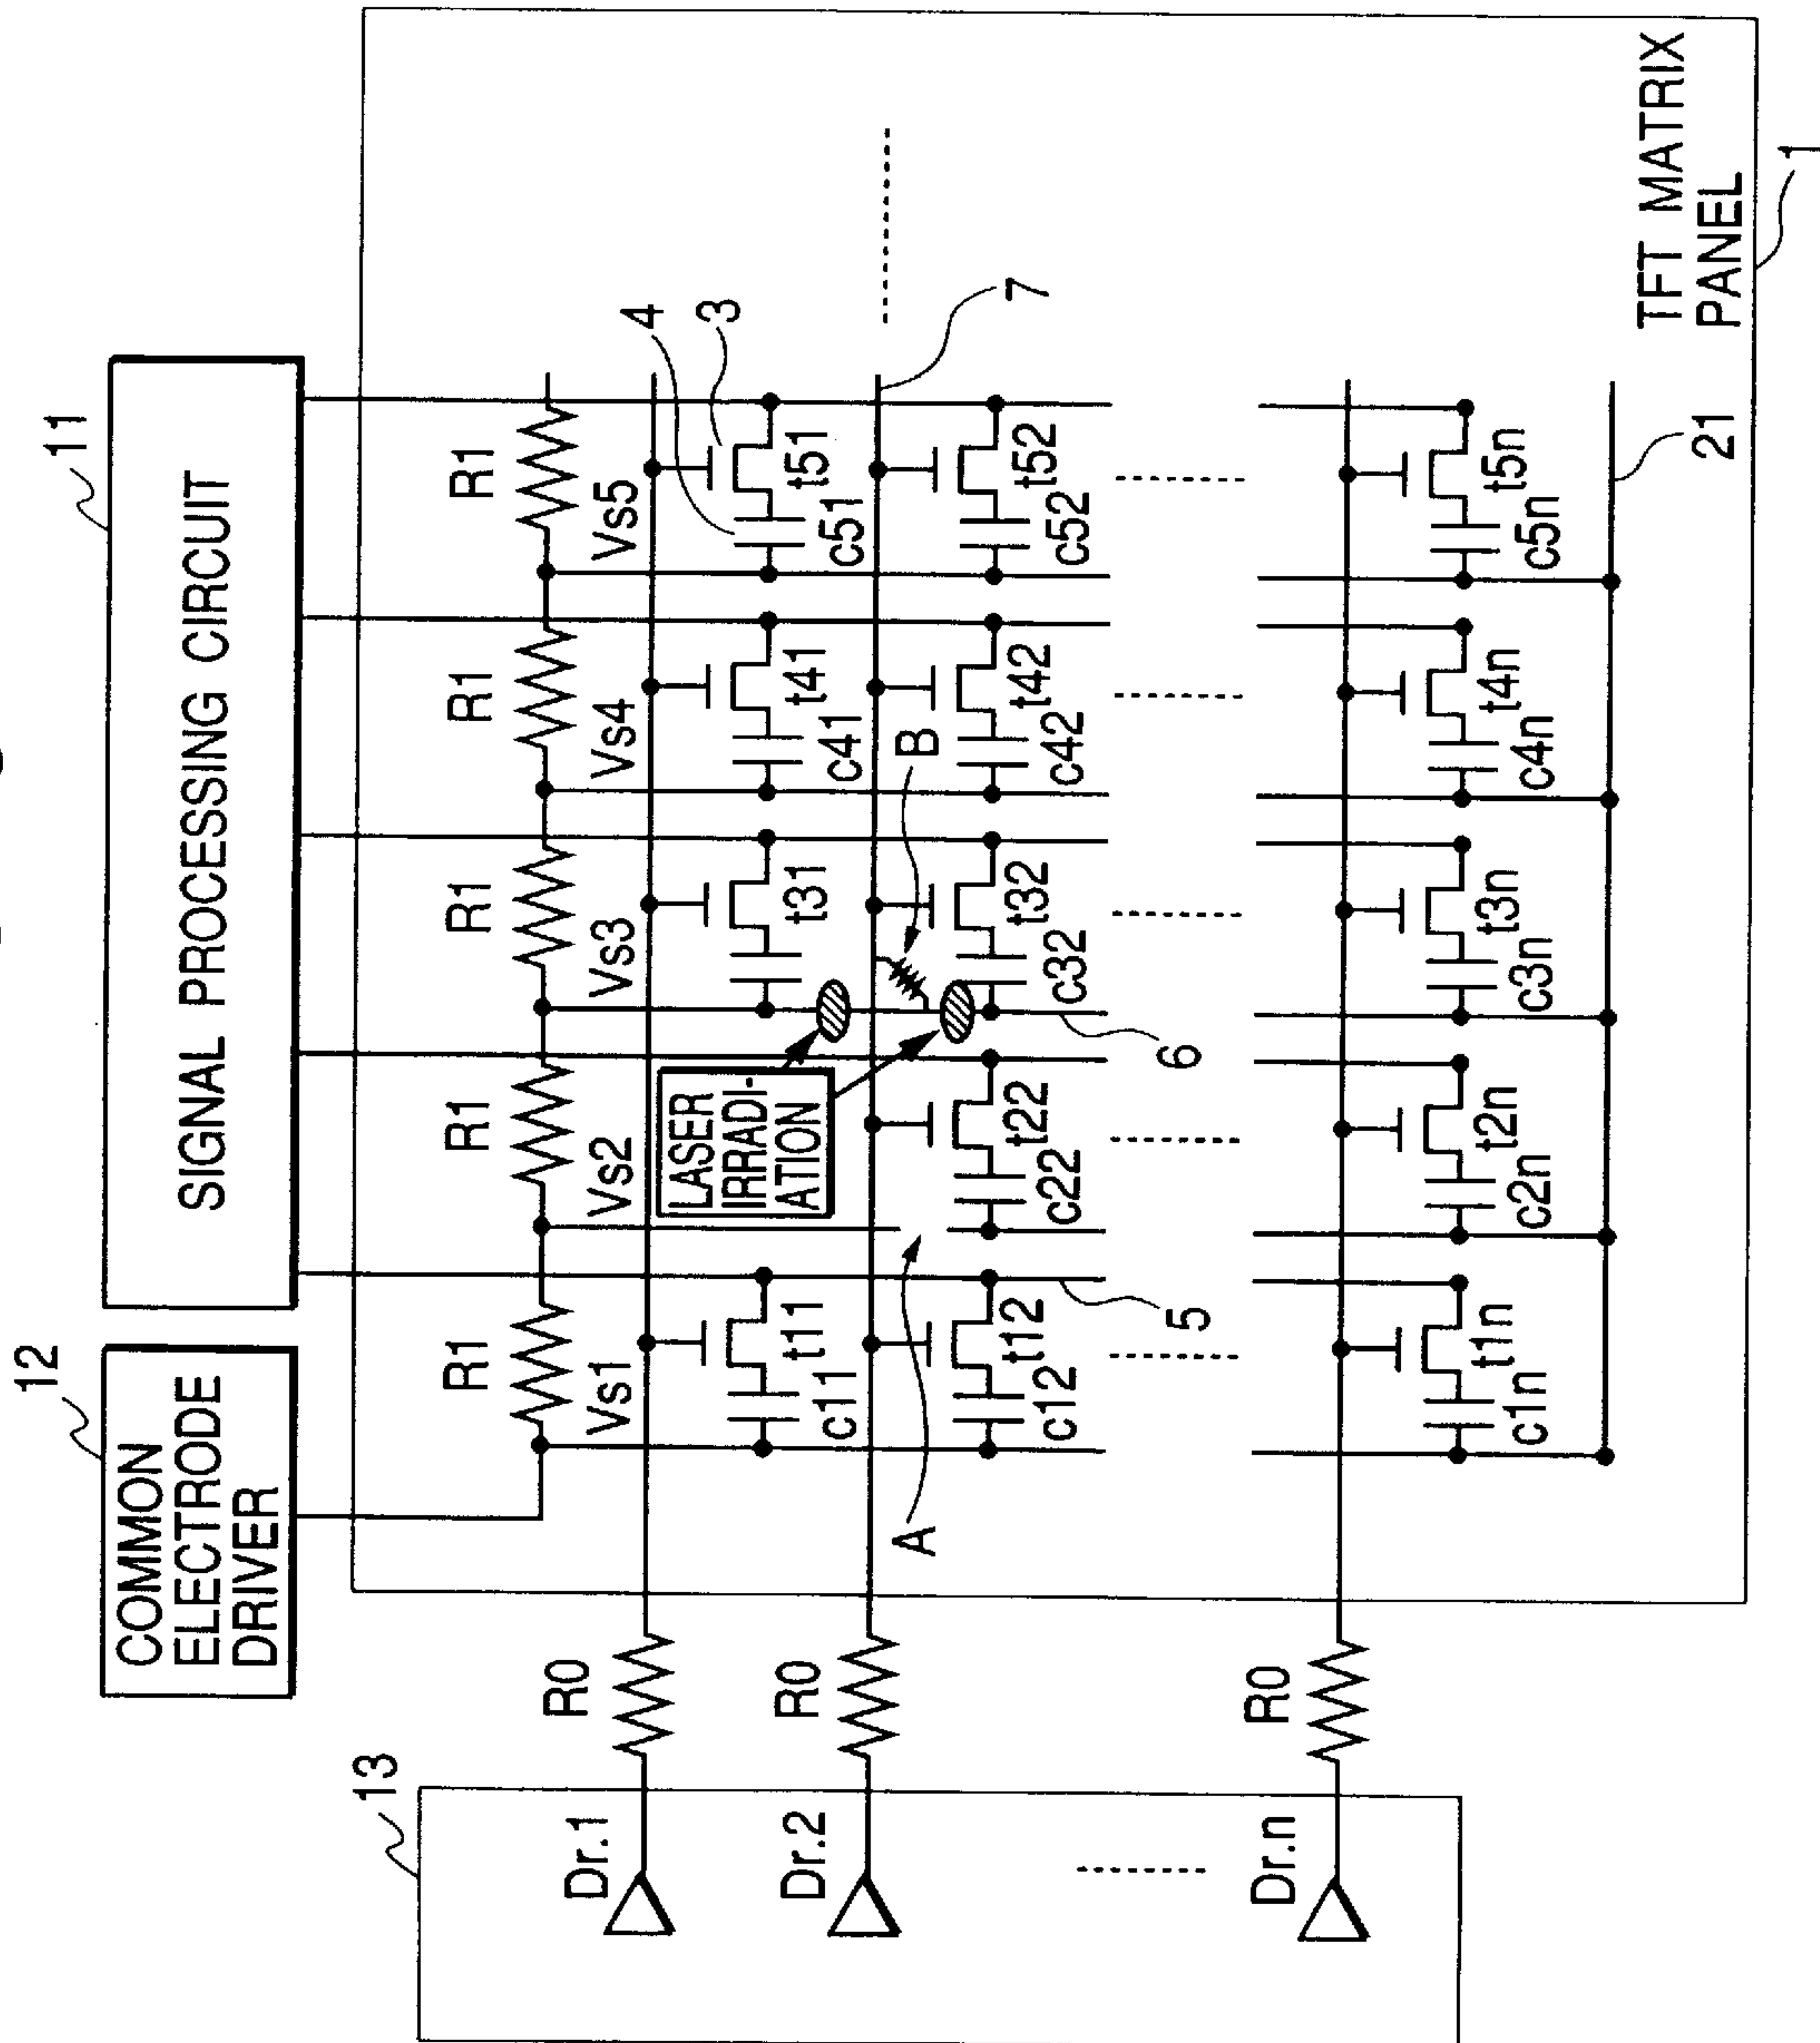 11
SIGNAL PROCESSING CIRCUIT
12
COMMON
ELECTRODE
DRIVER
R1
R1
R1
R1
R1
Vs1
Vs2
Vs3
Vs4
Vs5
4
3
c11
t11
t31
c41
t41
c51
t51
LASER
IRRADI-
ATION
7
A
B
c12
t12
c22
t22
c32
t32
c42
t42
c52
t52
5
6
c1n
t1n
c2n
t2n
c3n
t3n
c4n
t4n
c5n
t5n
21
13
Dr.1
R0
Dr.2
R0
Dr.n
R0
TFT MATRIX
PANEL
1